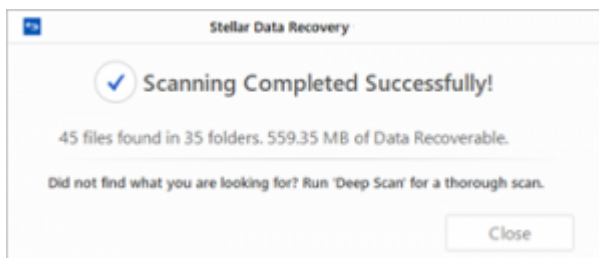 Stellar Data Recovery
Scanning Completed Successfully!
45 files found in 35 folders. 559.35 MB of Data Recoverable.
Did not find what you are looking for? Run 'Deep Scan' for a thorough scan.
Close